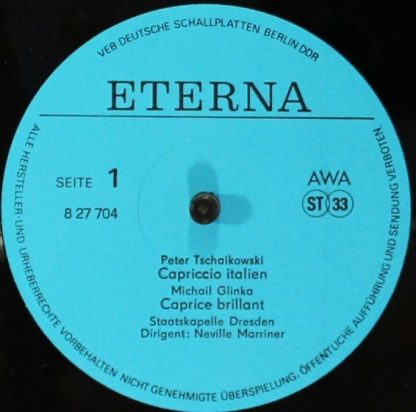 VEB DEUTSCHE SCHALLPLATTEN BERLIN DDR
ETERNA
SEITE 1
8 27 704
AWA
ST 33
Peter Tschaikowski
Capriccio italien
Michail Glinka
Caprice brillant
Staatskapelle Dresden
Dirigent: Neville Marriner
ALLE HERSTELLER- UND URHEBERRECHTE VORBEHALTEN NICHT GENEHMIGTE ÜBERSPIELUNG, ÖFFENTLICHE AUFFÜHRUNG UND SENDUNG VERBOTEN